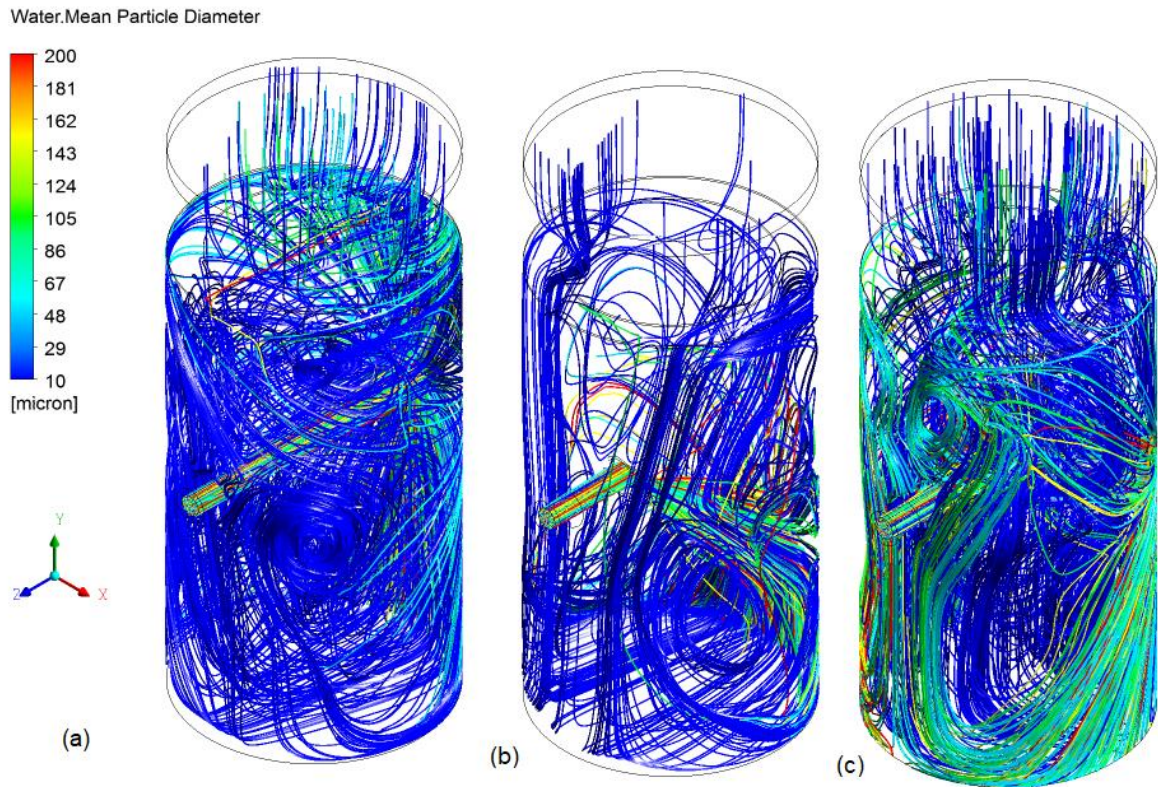 Water.Mean Particle Diameter
200
181
162
143
124
105
86
67
48
29
10
[micron]
Y
Z
X
(a)
(b)
(c)